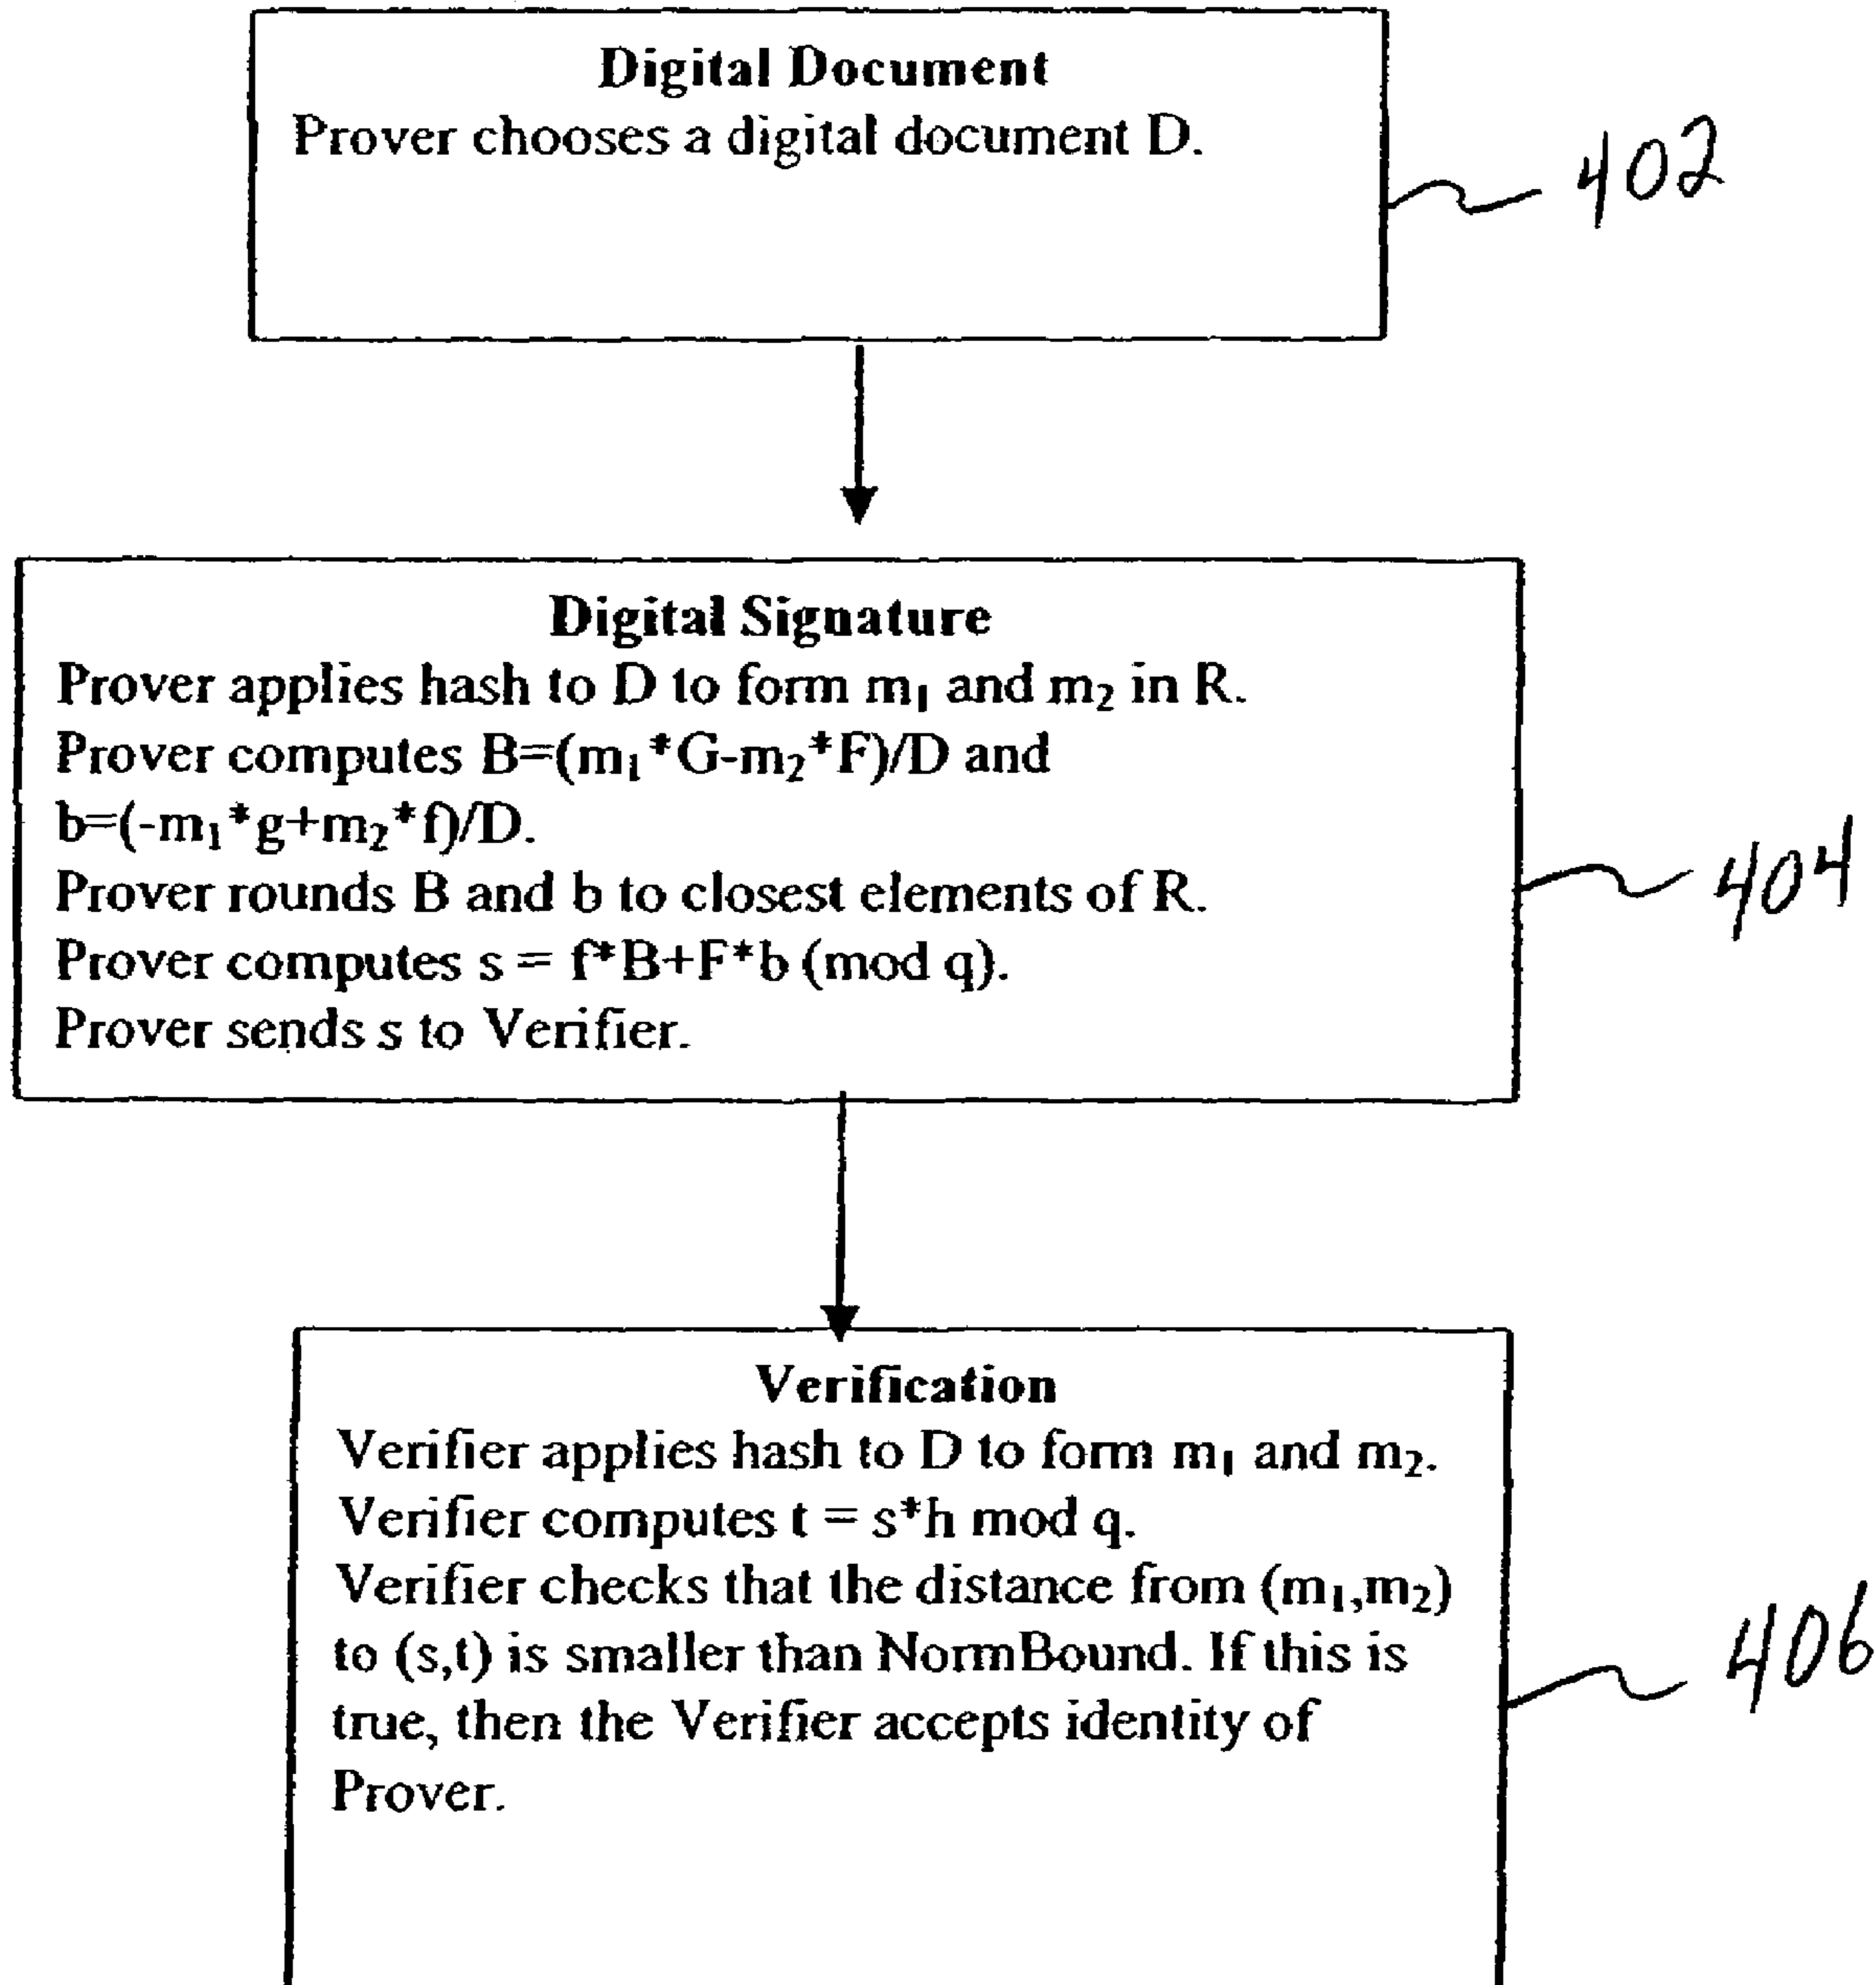 Digital Document
Prover chooses a digital document D.
402
Digital Signature
Prover applies hash to D to form m₁ and m₂ in R.
Prover computes B=(m₁*G-m₂*F)/D and
b=(-m₁*g+m₂*f)/D.
Prover rounds B and b to closest elements of R.
Prover computes s = f*B+F*b (mod q).
Prover sends s to Verifier.
404
Verification
Verifier applies hash to D to form m₁ and m₂.
Verifier computes t = s*h mod q.
Verifier checks that the distance from (m₁,m₂)
to (s,t) is smaller than NormBound. If this is
true, then the Verifier accepts identity of
Prover.
406